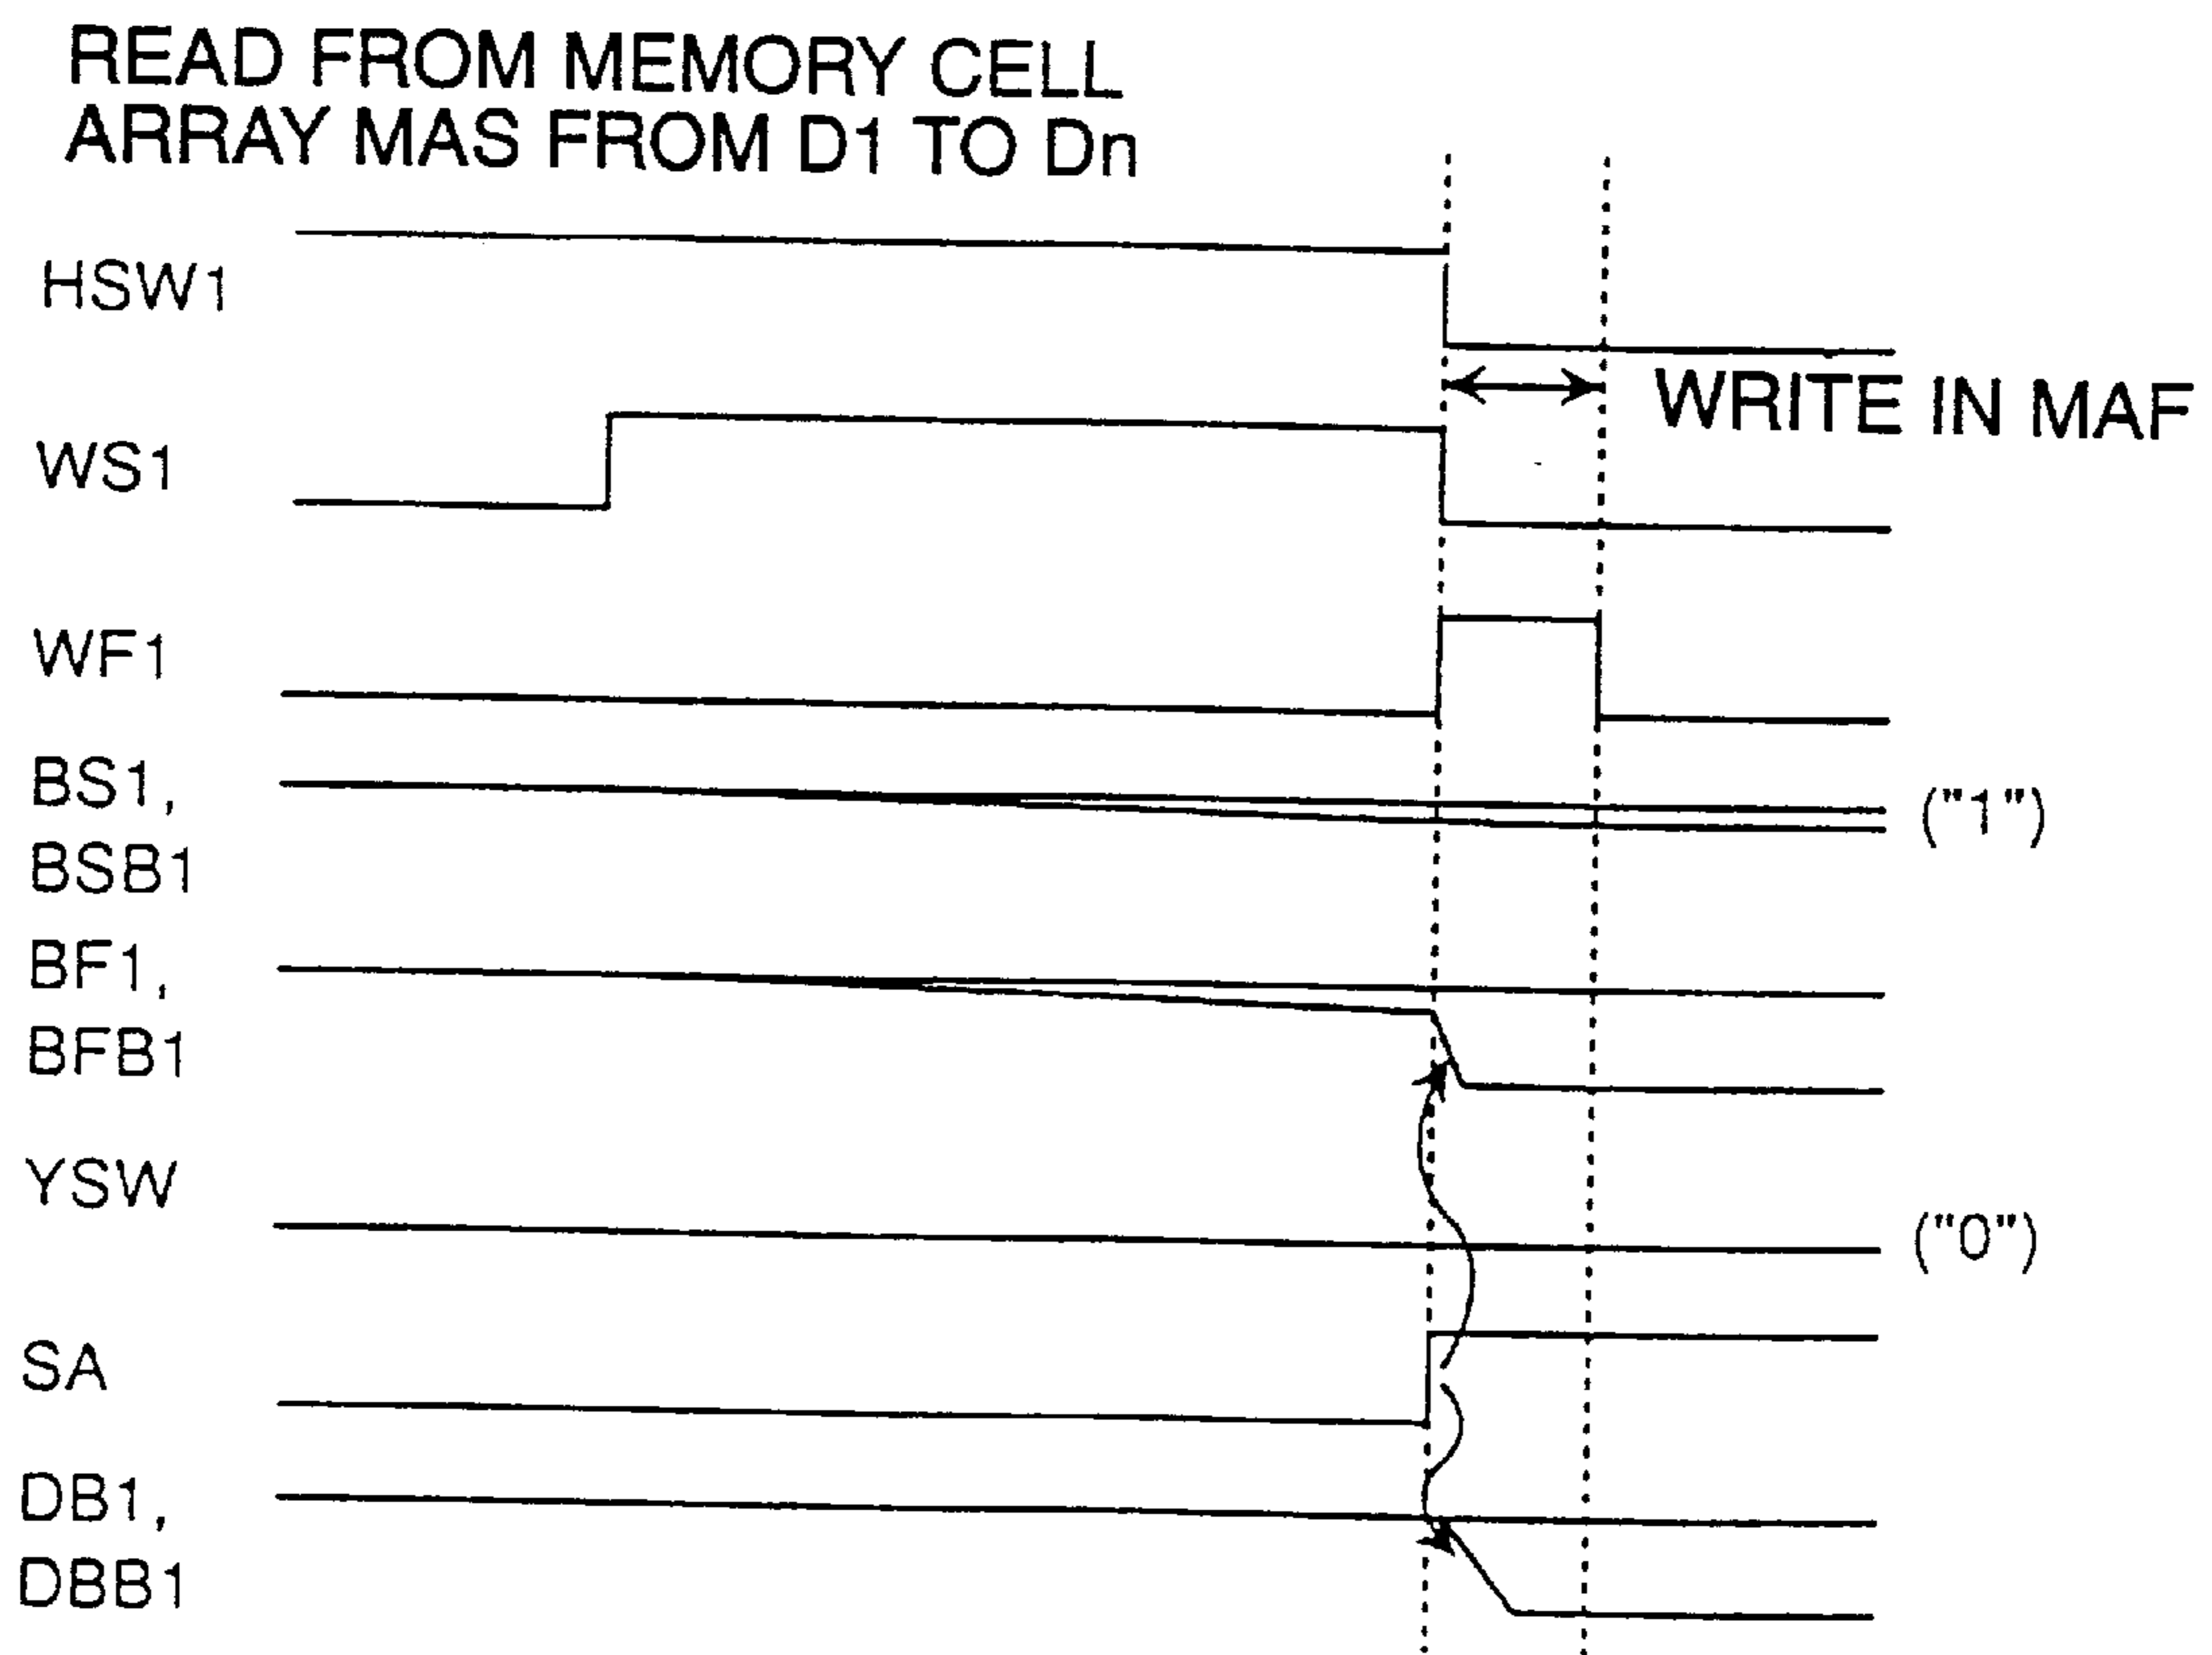 READ FROM MEMORY CELL
ARRAY MAS FROM D1 TO Dn
HSW1
WRITE IN MAF
WS1
WF1
BS1,
BSB1
("1")
BF1,
BFB1
YSW
("0")
SA
DB1,
DBB1